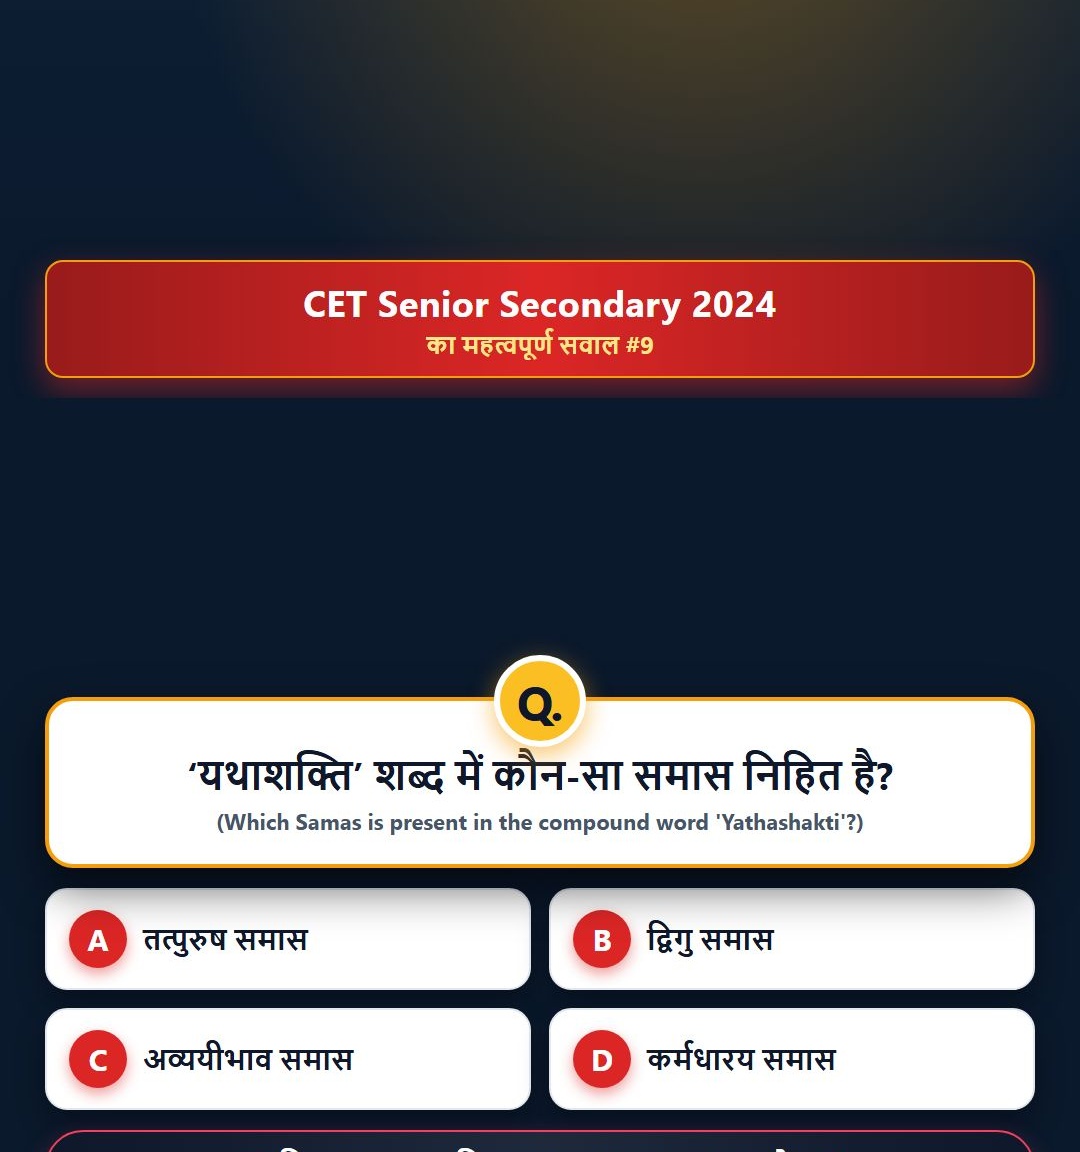 CET Senior Secondary 2024
का महत्वपूर्ण सवाल #9
Q.
‘यथाशक्ति’ शब्द में कौन-सा समास निहित है?
(Which Samas is present in the compound word 'Yathashakti'?)
A तत्पुरुष समास
B द्विगु समास
C अव्ययीभाव समास
D कर्मधारय समास